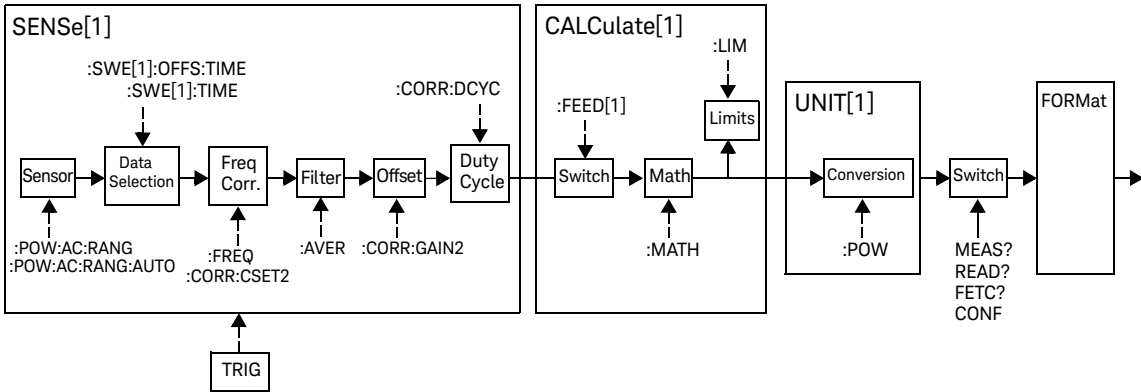 SENSe[1]
:SWE[1]:OFFS:TIME
:SWE[1]:TIME
:CORR:DCYC
Sensor
Data
Selection
Freq
Corr.
Filter
Offset
Duty
Cycle
:POW:AC:RANG
:POW:AC:RANG:AUTO
:FREQ
:CORR:CSET2
:AVER
:CORR:GAIN2
TRIG
CALCulate[1]
:LIM
:FEED[1]
Limits
Switch
Math
:MATH
UNIT[1]
Conversion
:POW
Switch
MEAS?
READ?
FETC?
CONF
FORMat